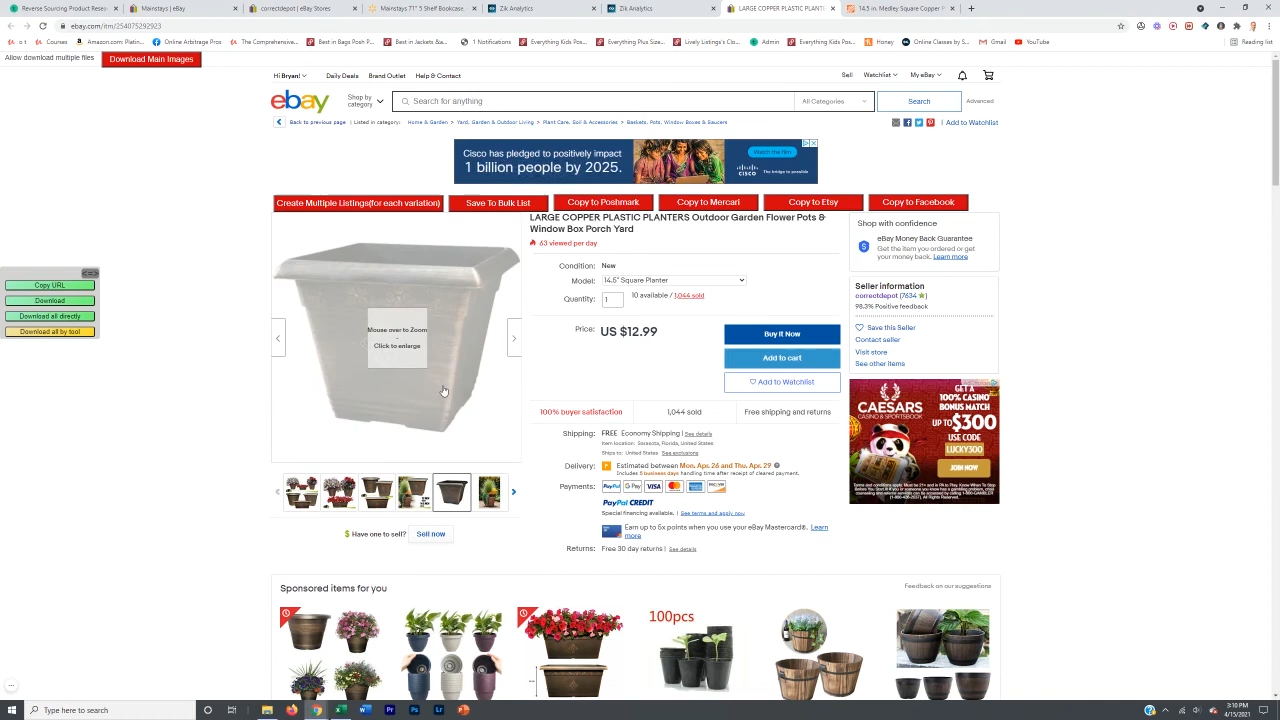 Reverse Sourcing Product Resea
Mainstays | eBay
correctdepot | eBay Stores
Mainstays 71" 5 Shelf Bookcase
Zik Analytics
Zik Analytics
LARGE COPPER PLASTIC PLANTE
14.5 in. Medley Square Copper P
ebay.com/itm/254075292923
Courses
Amazon.com: Platin...
Online Arbitrage Pros
The Comprehensive...
Best in Bags Posh P...
Best in Jackets &a...
1 Notifications
Everything Kids Pos...
Everything Plus Size...
Lively Listing's Clo...
Admin
Everything Kids Pos...
Honey
Online Classes by S...
Gmail
YouTube
Reading list
Allow download multiple files
Download Main Images
Hi Bryan!
Daily Deals
Brand Outlet
Help & Contact
Sell
Watchlist
My eBay
ebay
Shop by
category
Search for anything
All Categories
Search
Advanced
Back to previous page | Listed in category:
Home & Garden > Yard, Garden & Outdoor Living > Plant Care, Soil & Accessories > Baskets, Pots, Window Boxes & Saucers
| Add to Watchlist
Cisco has pledged to positively impact
1 billion people by 2025.
Watch the film
CISCO
The bridge to possible
Create Multiple Listings(for each variation)
Save To Bulk List
Copy to Poshmark
Copy to Mercari
Copy to Etsy
Copy to Facebook
LARGE COPPER PLASTIC PLANTERS Outdoor Garden Flower Pots &
Window Box Porch Yard
63 viewed per day
Condition: New
Model: 14.5" Square Planter
Quantity: 1 10 available / 1,044 sold
Price: US $12.99
Buy It Now
Add to cart
Add to Watchlist
100% buyer satisfaction
1,044 sold
Free shipping and returns
Shipping: FREE Economy Shipping | See details
Item location: Sarasota, Florida, United States
Ships to: United States See exclusions
Delivery: Estimated between Mon. Apr. 26 and Thu. Apr. 29
Includes 5 business days handling time after receipt of cleared payment.
Payments: PayPal G Pay VISA
PayPal CREDIT
Special financing available. | See terms and apply now
Earn up to 5x points when you use your eBay Mastercard®. Learn
more
Returns: Free 30 day returns | See details
Mouse over to Zoom
-
Click to enlarge
Copy URL
Download
Download all directly
Download all by tool
Have one to sell? Sell now
Shop with confidence
eBay Money Back Guarantee
Get the item you ordered or get
your money back. Learn more
Seller information
correctdepot (7634)
98.3% Positive feedback
Save this Seller
Contact seller
Visit store
See other items
CAESARS
CASINO & SPORTSBOOK
GET A
100% CASINO
BONUS MATCH
UP TO $300
USE CODE
LUCKY300
JOIN NOW
Sponsored items for you
Feedback on our suggestions
100pcs
Type here to search
3:10 PM
4/15/2021